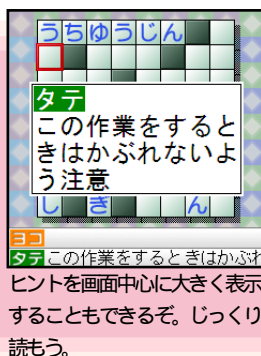 うちゅうじん
タテ
この作業をすると
きはかぶれないよ
う注意
し ぎ ん
ヨコ
タテ この作業をするときはかぶれ
ヒントを画面中心に大きく表示
することもできるぞ。じっくり
読もう。